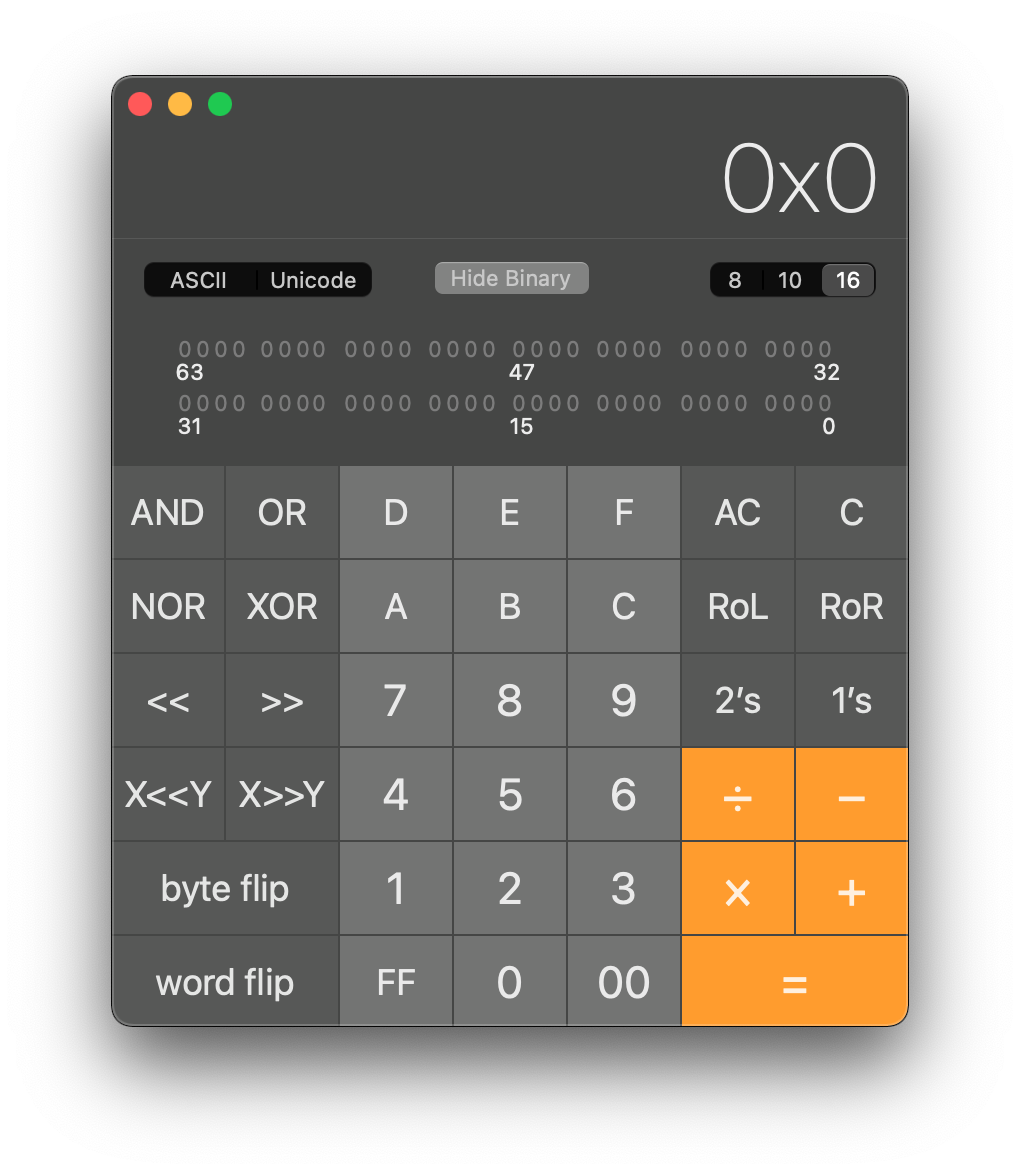 0x0
ASCII Unicode Hide Binary 8 10 16
0000 0000 0000 0000 0000 0000 0000 0000
63 47 32
0000 0000 0000 0000 0000 0000 0000 0000
31 15 0
AND OR D E F AC C
NOR XOR A B C RoL RoR
<< >> 7 8 9 2’s 1’s
X<<Y X>>Y 4 5 6 ÷ −
byte flip 1 2 3 × +
word flip FF 0 00 =